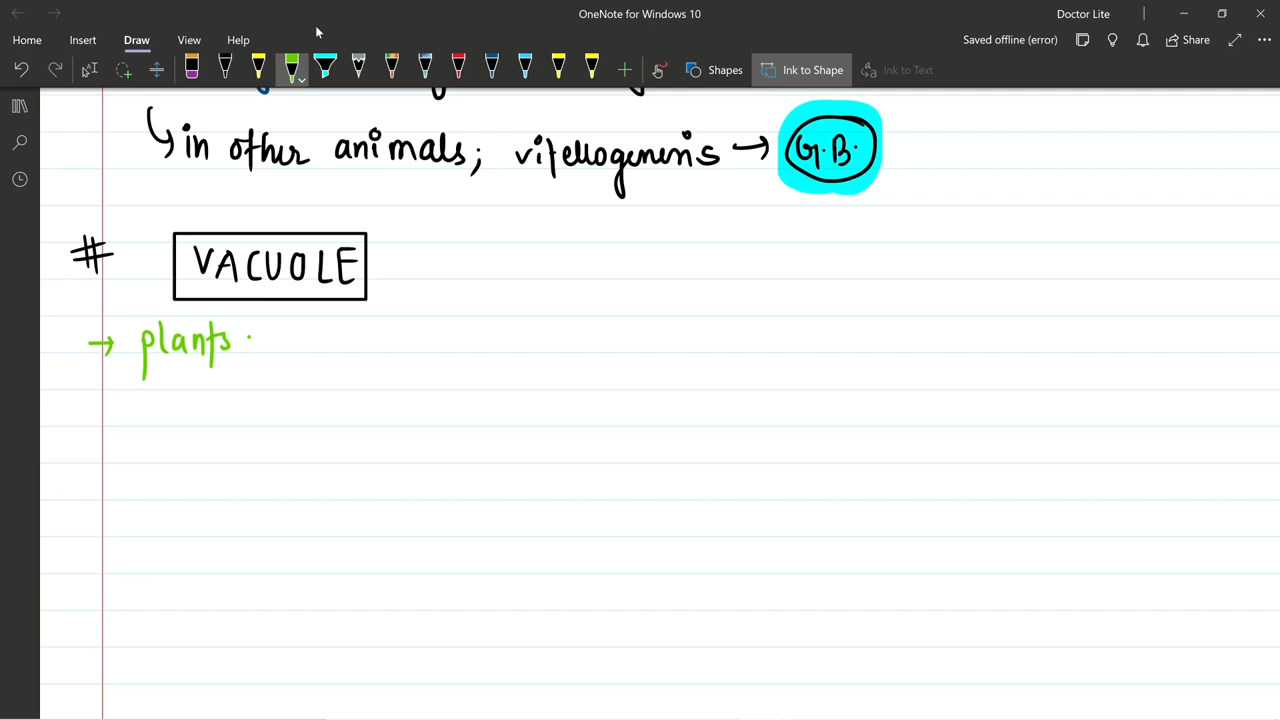 OneNote for Windows 10
Doctor Lite
Home Insert Draw View Help
Saved offline (error)
Share
Shapes
Ink to Shape
Ink to Text
in other animals; vitellogenesis → G.B.
# VACUOLE
→ plants